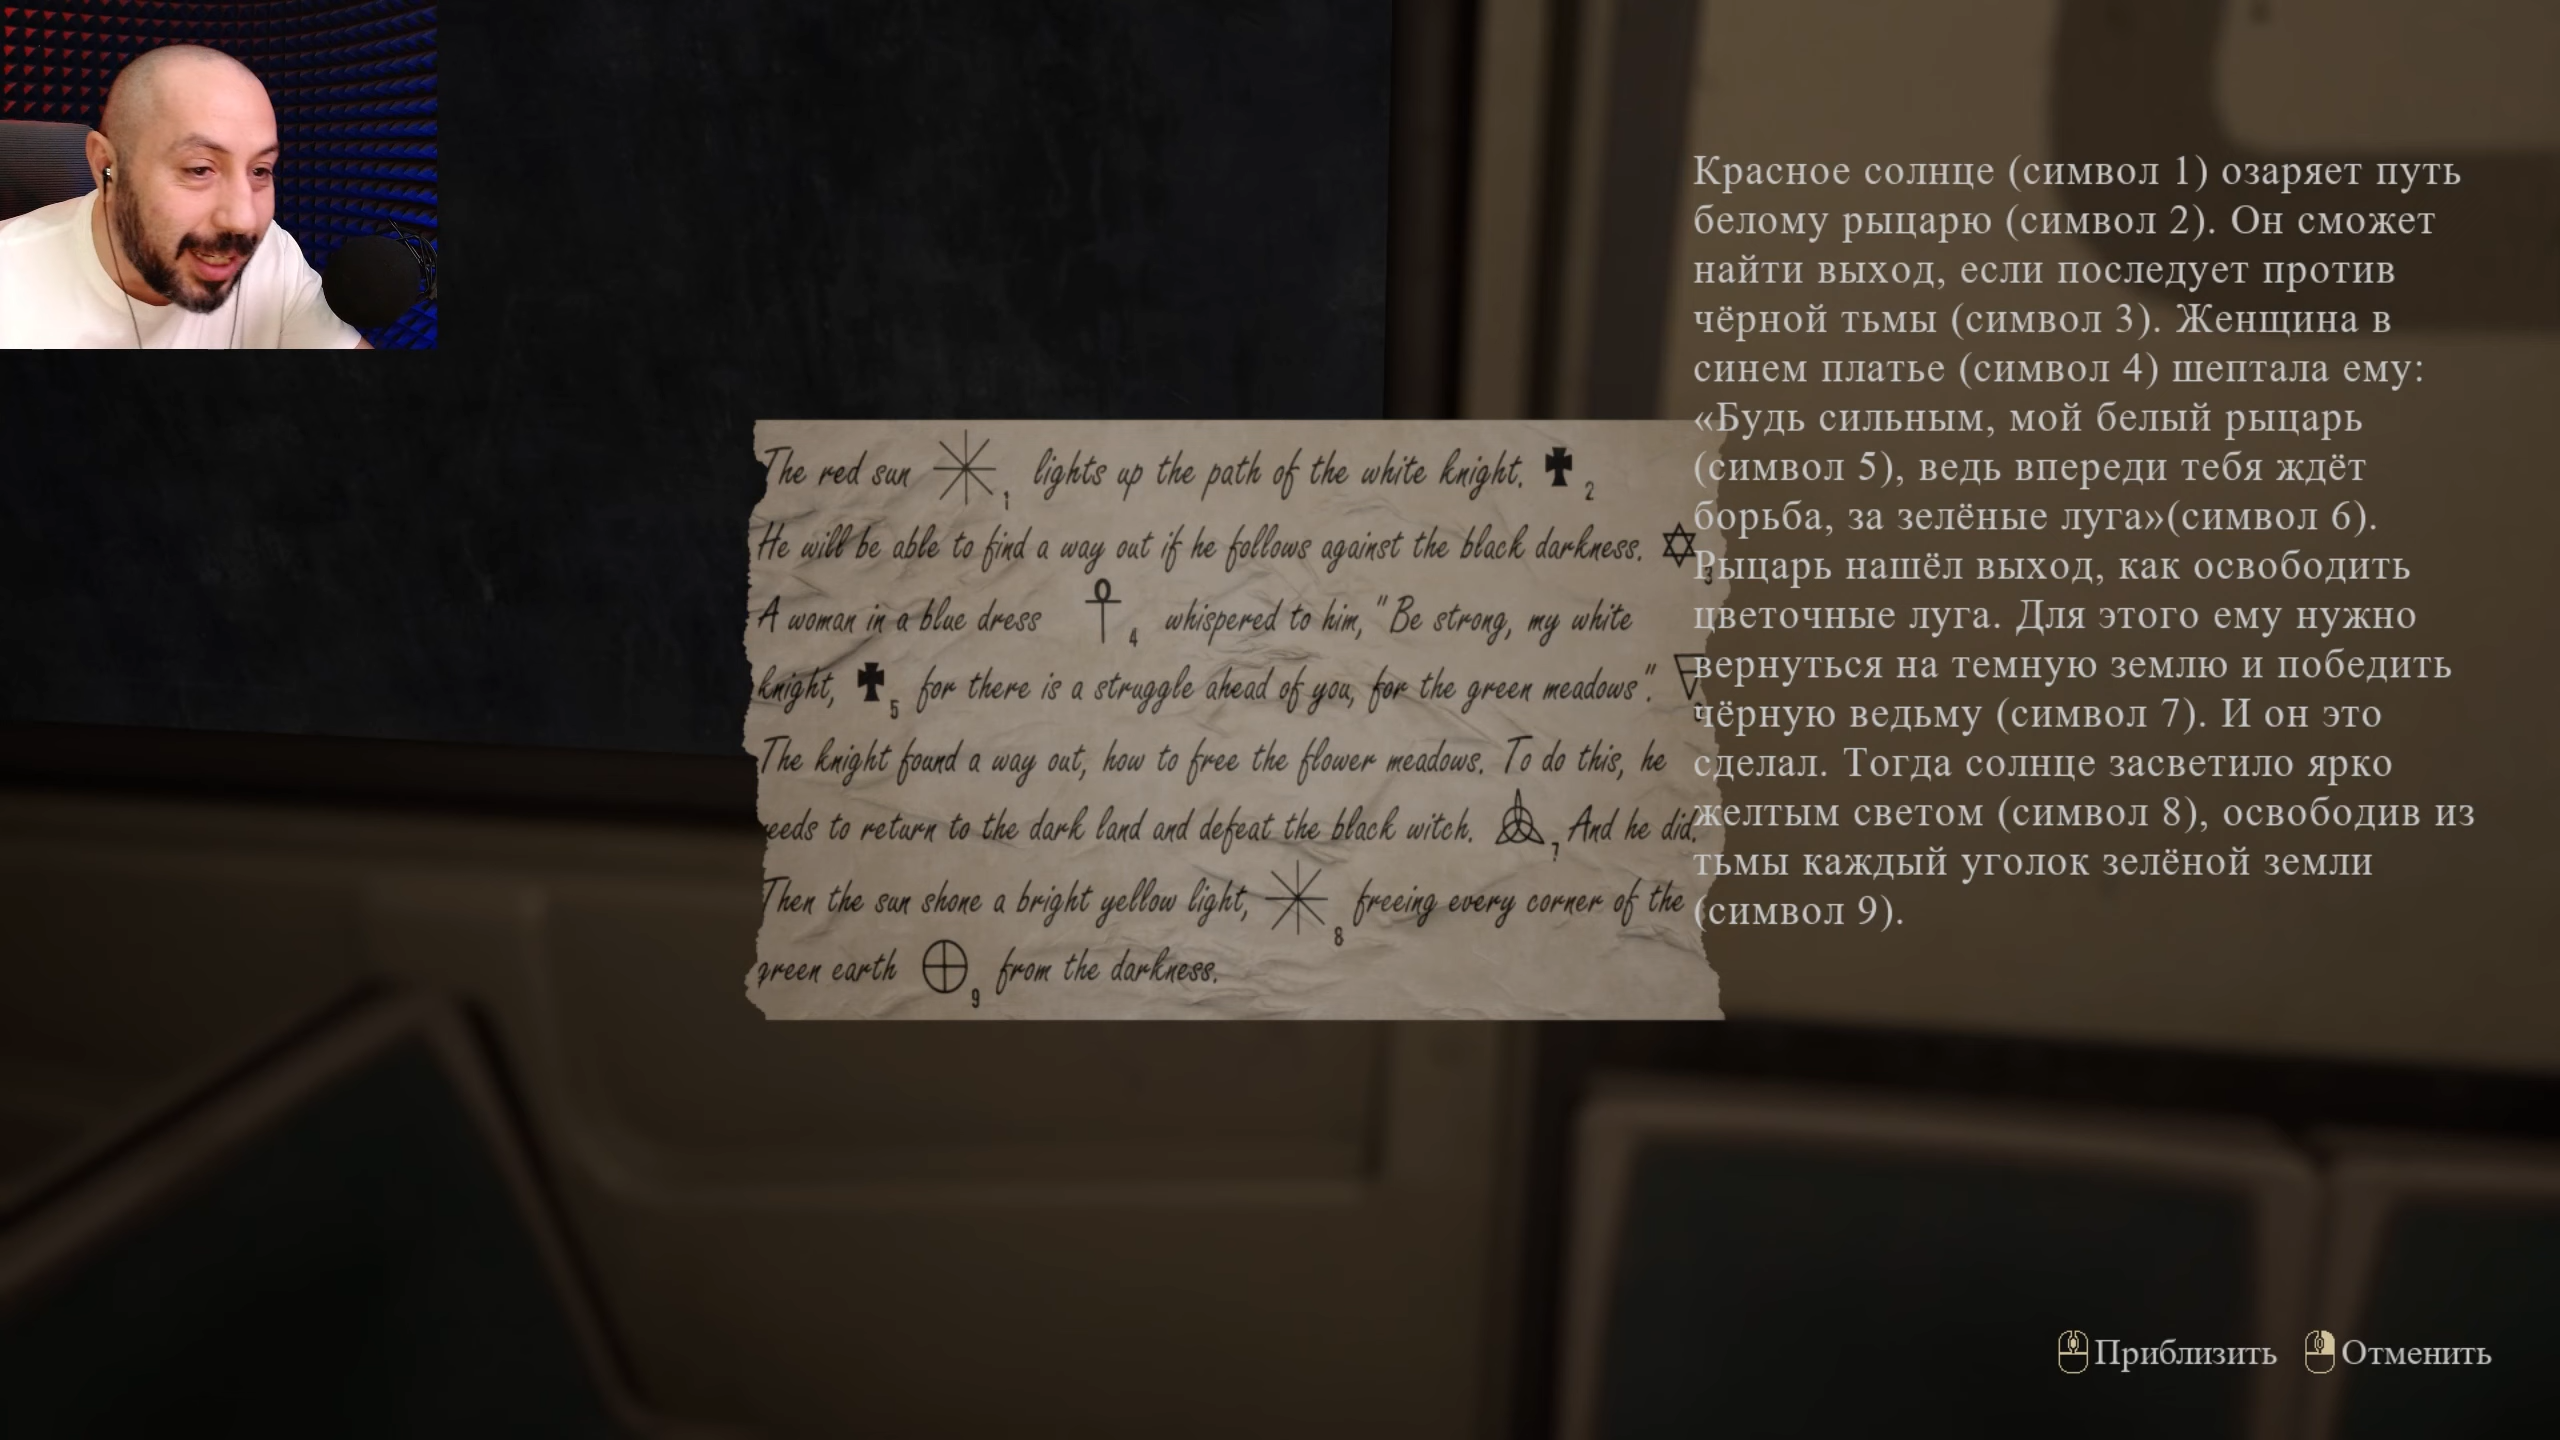 The red sun 1 lights up the path of the white knight. 2
He will be able to find a way out if he follows against the black darkness. 3
A woman in a blue dress 4 whispered to him, "Be strong, my white
knight, 5 for there is a struggle ahead of you, for the green meadows".
The knight found a way out, how to free the flower meadows. To do this, he
needs to return to the dark land and defeat the black witch. 7 And he did.
Then the sun shone a bright yellow light, 8 freeing every corner of the
green earth 9 from the darkness.
Красное солнце (символ 1) озаряет путь
белому рыцарю (символ 2). Он сможет
найти выход, если последует против
чёрной тьмы (символ 3). Женщина в
синем платье (символ 4) шептала ему:
«Будь сильным, мой белый рыцарь
(символ 5), ведь впереди тебя ждёт
борьба, за зелёные луга»(символ 6).
Рыцарь нашёл выход, как освободить
цветочные луга. Для этого ему нужно
вернуться на темную землю и победить
чёрную ведьму (символ 7). И он это
сделал. Тогда солнце засветило ярко
желтым светом (символ 8), освободив из
тьмы каждый уголок зелёной земли
(символ 9).
Приблизить Отменить